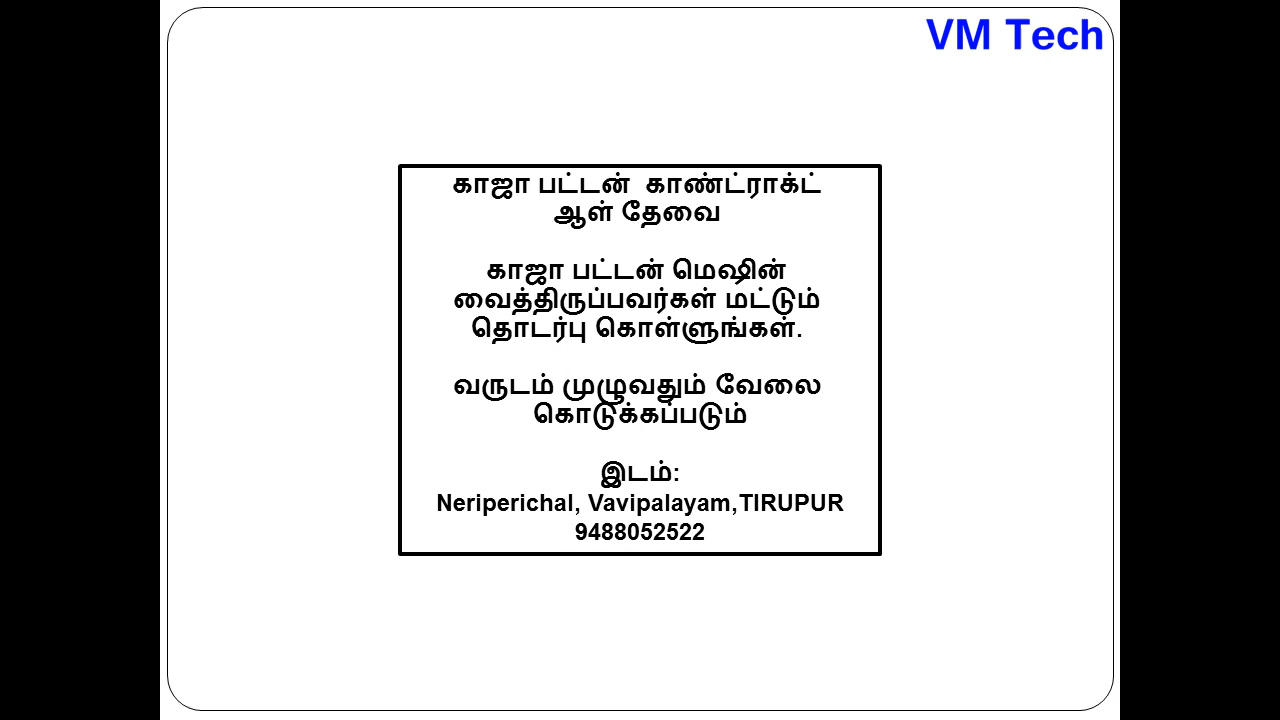 VM Tech
காஜா பட்டன்  காண்ட்ராக்ட்
ஆள் தேவை
காஜா பட்டன் மெஷின்
வைத்திருப்பவர்கள் மட்டும்
தொடர்பு கொள்ளுங்கள்.
வருடம் முழுவதும் வேலை
கொடுக்கப்படும்
இடம்:
Neriperichal, Vavipalayam,TIRUPUR
9488052522